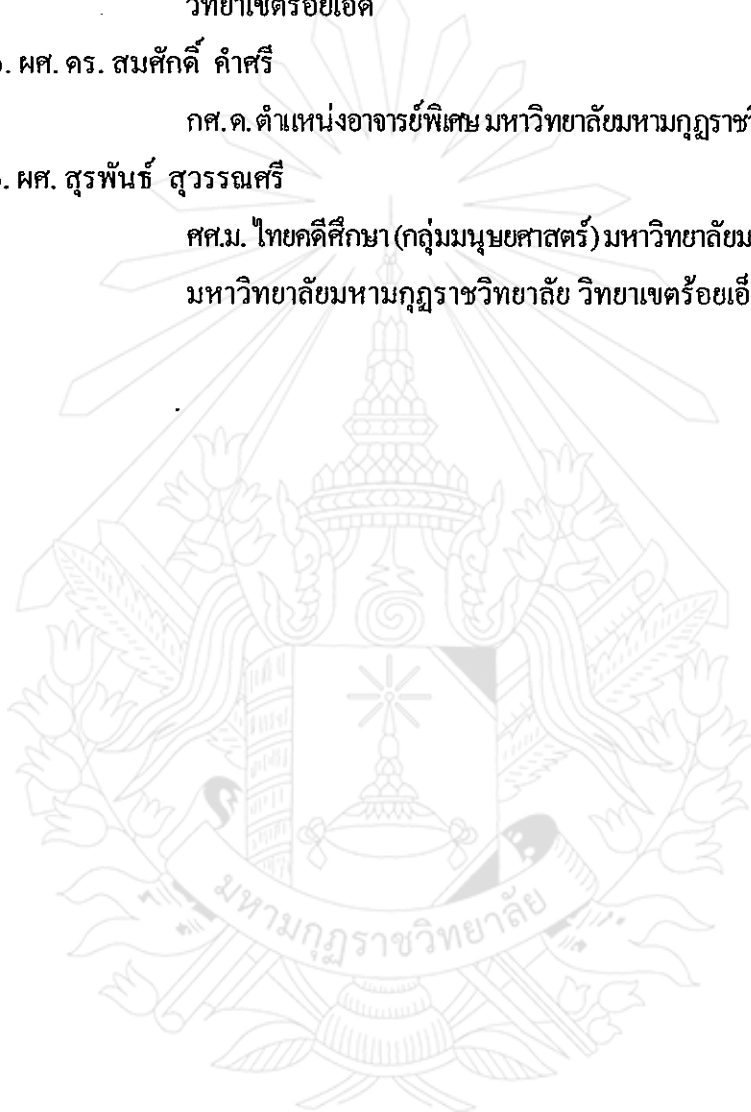 วิทยาเขตร้อยเอ็ด
. ผศ. ดร. สมศักดิ์ คำศรี
กศ.ด. ตำแหน่งอาจารย์พิเศษ มหาวิทยาลัยมหามกุฏราช
. ผศ. สุรพันธ์ สุวรรณศรี
ศศ.ม. ไทยคดีศึกษา (กลุ่มมนุษยศาสตร์) มหาวิทยาลัยม
มหาวิทยาลัยมหามกุฏราชวิทยาลัย วิทยาเขตร้อยเอ็
มหามกุฏราชวิทยาลัย